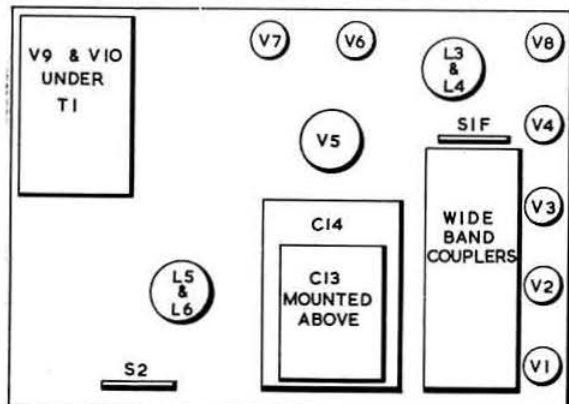 V9 & V10
UNDER
T1
V7
V6
L3
&
L4
V8
V5
S1F
V4
C14
C13
MOUNTED
ABOVE
WIDE
BAND
COUPLERS
V3
L5
&
L6
V2
S2
V1